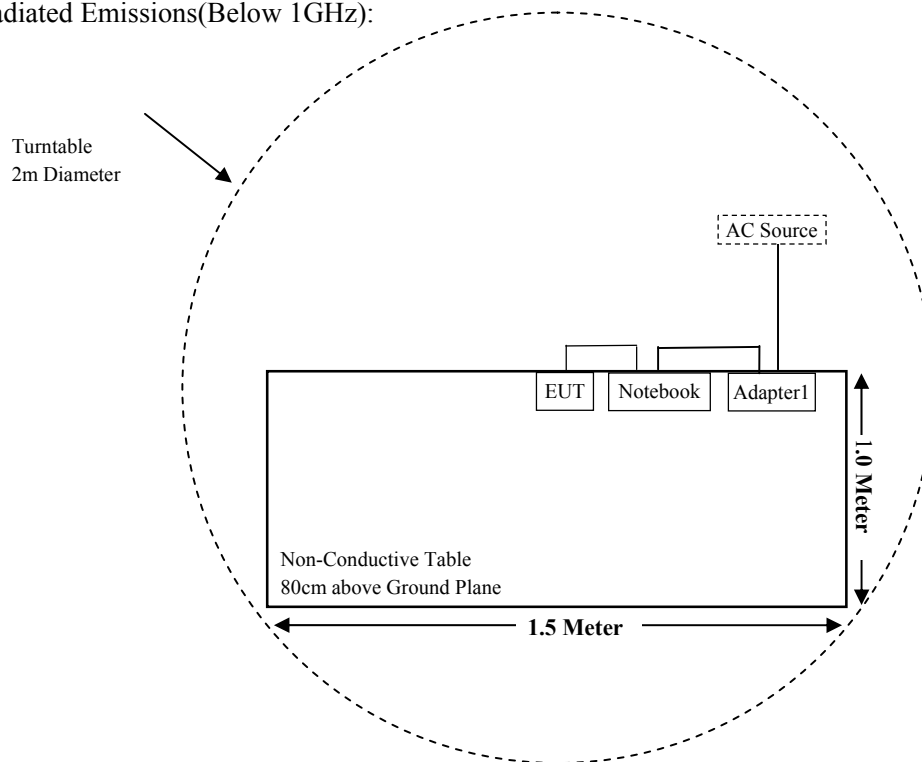 adiated Emissions(Below 1GHz):
Turntable
2m Diameter
AC Source
EUT
Notebook
Adapter1
1.0 Meter
Non-Conductive Table
80cm above Ground Plane
1.5 Meter